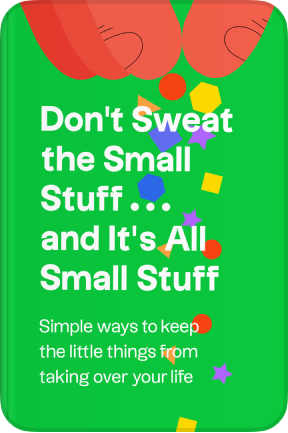 Don't Sweat
the Small
Stuff...
and It's All
Small Stuff
Simple ways to keep
the little things from
taking over your life